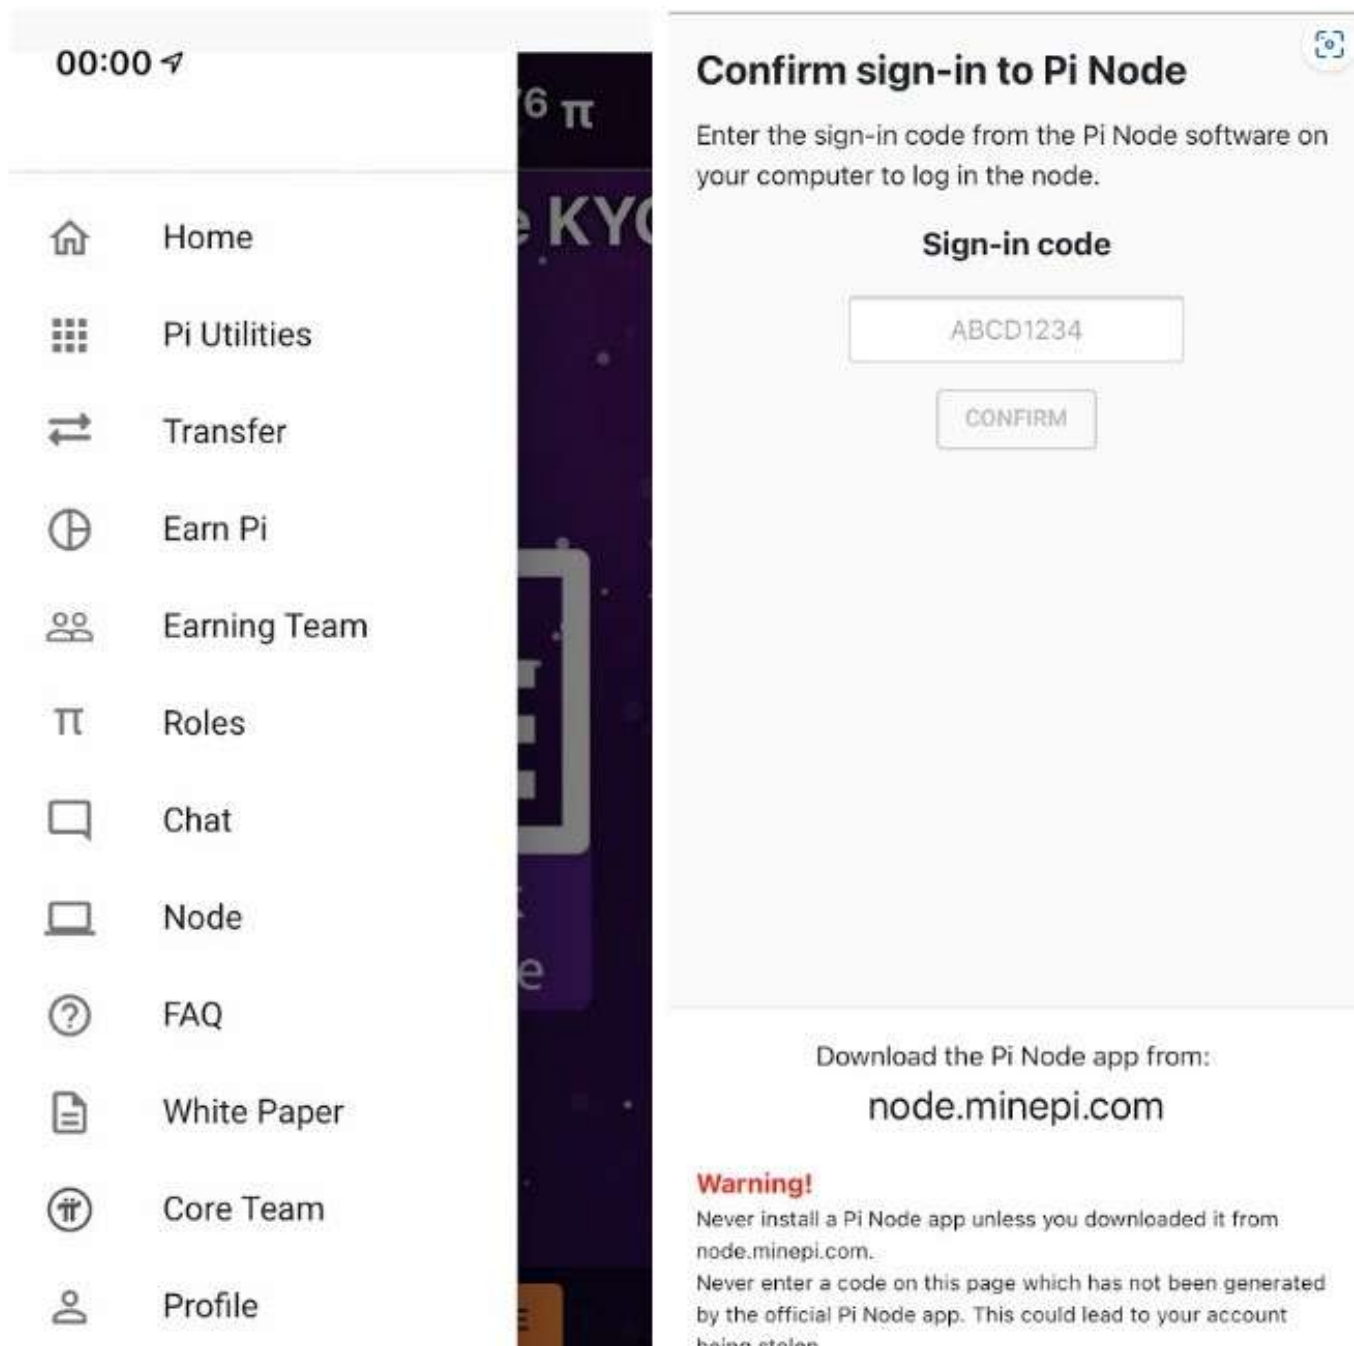 00:00
6 π
e KYC
Home
Pi Utilities
Transfer
Earn Pi
Earning Team
π Roles
Chat
Node
e
FAQ
White Paper
Core Team
Profile
E
Confirm sign-in to Pi Node
Enter the sign-in code from the Pi Node software on
your computer to log in the node.
Sign-in code
ABCD1234
CONFIRM
Download the Pi Node app from:
node.minepi.com
Warning!
Never install a Pi Node app unless you downloaded it from
node.minepi.com.
Never enter a code on this page which has not been generated
by the official Pi Node app. This could lead to your account
being stolen